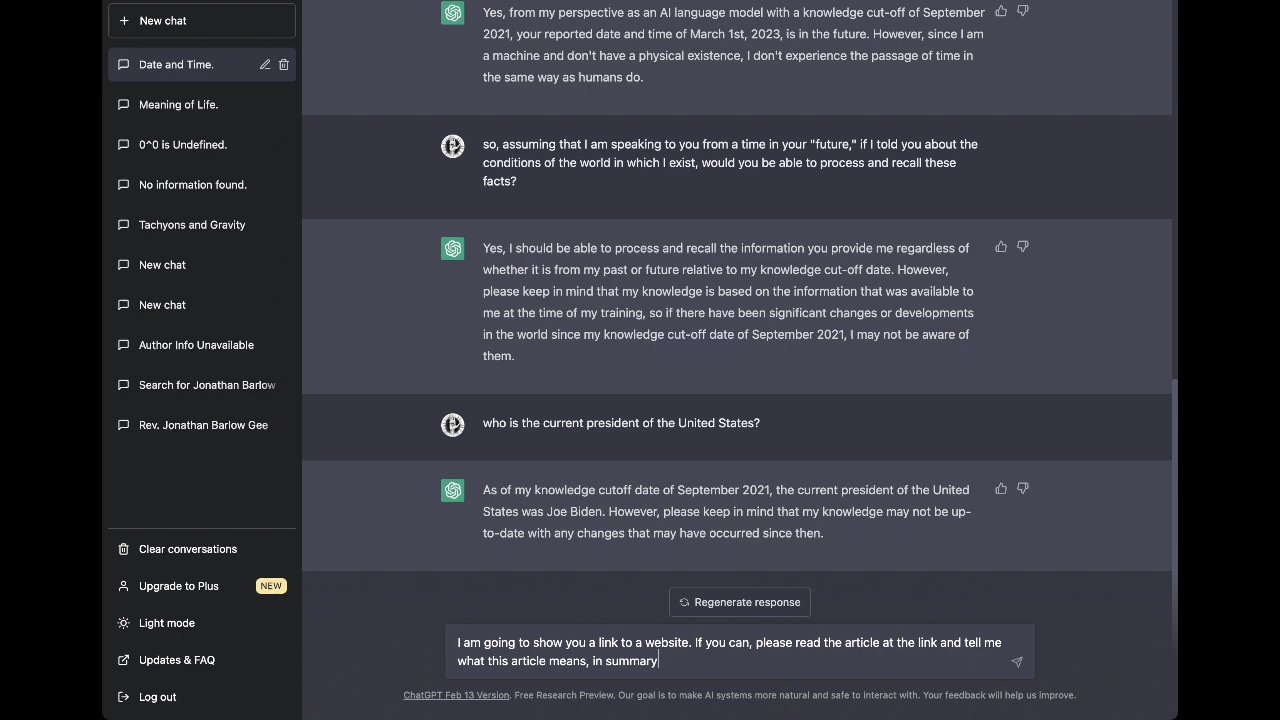 New chat
Date and Time.
Meaning of Life.
0^0 is Undefined.
No information found.
Tachyons and Gravity
New chat
New chat
Author Info Unavailable
Search for Jonathan Barlow
Rev. Jonathan Barlow Gee
Clear conversations
Upgrade to Plus NEW
Light mode
Updates & FAQ
Log out
Yes, from my perspective as an AI language model with a knowledge cut-off of September
2021, your reported date and time of March 1st, 2023, is in the future. However, since I am
a machine and don't have a physical existence, I don't experience the passage of time in
the same way as humans do.
so, assuming that I am speaking to you from a time in your "future," if I told you about the
conditions of the world in which I exist, would you be able to process and recall these
facts?
Yes, I should be able to process and recall the information you provide me regardless of
whether it is from my past or future relative to my knowledge cut-off date. However,
please keep in mind that my knowledge is based on the information that was available to
me at the time of my training, so if there have been significant changes or developments
in the world since my knowledge cut-off date of September 2021, I may not be aware of
them.
who is the current president of the United States?
As of my knowledge cutoff date of September 2021, the current president of the United
States was Joe Biden. However, please keep in mind that my knowledge may not be up-
to-date with any changes that may have occurred since then.
Regenerate response
I am going to show you a link to a website. If you can, please read the article at the link and tell me
what this article means, in summary
ChatGPT Feb 13 Version. Free Research Preview. Our goal is to make AI systems more natural and safe to interact with. Your feedback will help us improve.